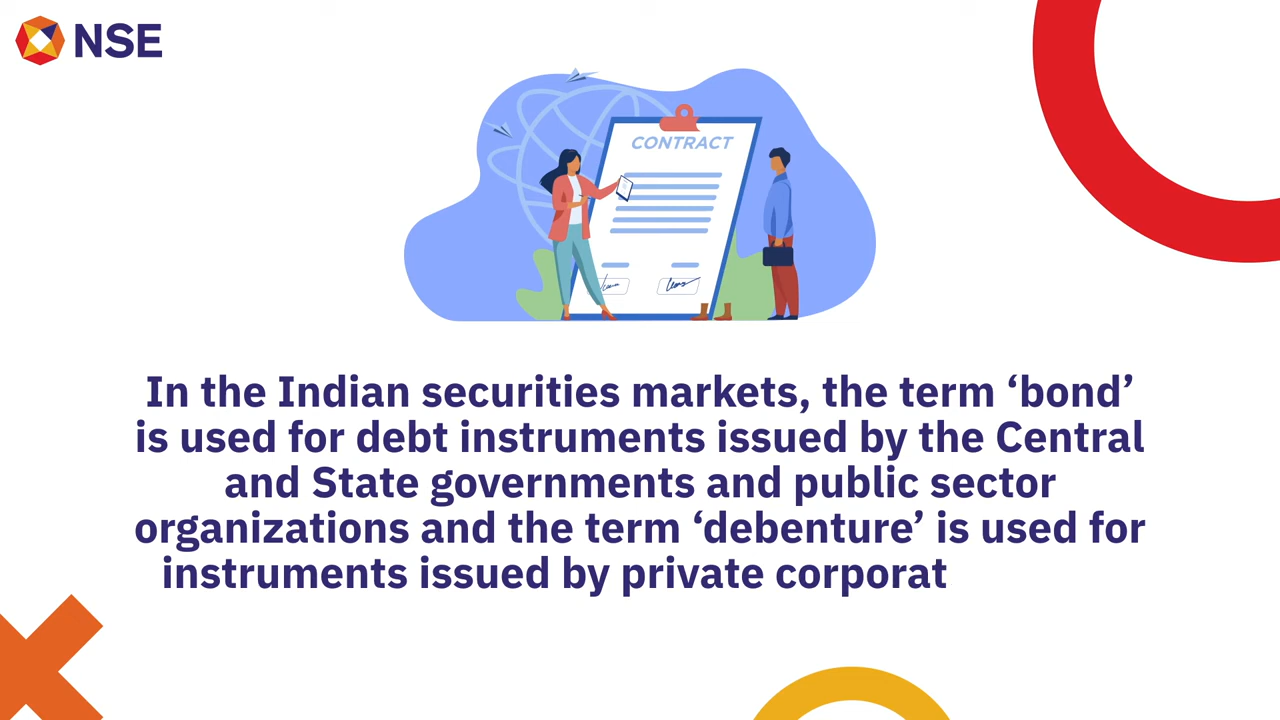 NSE
CONTRACT
In the Indian securities markets, the term ‘bond’
is used for debt instruments issued by the Central
and State governments and public sector
organizations and the term ‘debenture’ is used for
instruments issued by private corporat